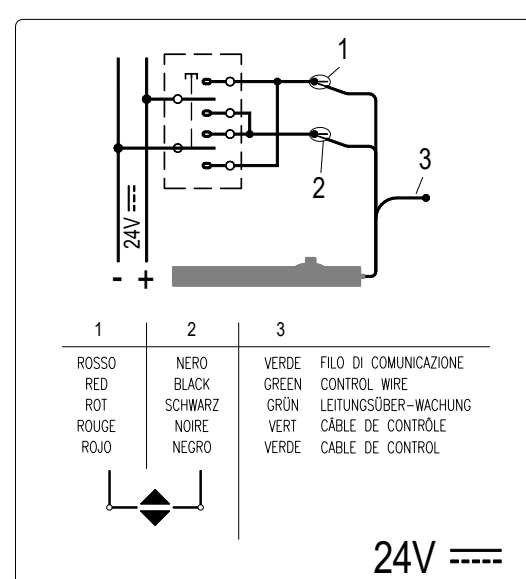 1
2
3
24V
- +
1 2 3
ROSSO NERO VERDE FILO DI COMUNICAZIONE
RED BLACK GREEN CONTROL WIRE
ROT SCHWARZ GRÜN LEITUNGSÜBER-WACHUNG
ROUGE NOIRE VERT CÂBLE DE CONTRÔLE
ROJO NEGRO VERDE CABLE DE CONTROL
24V